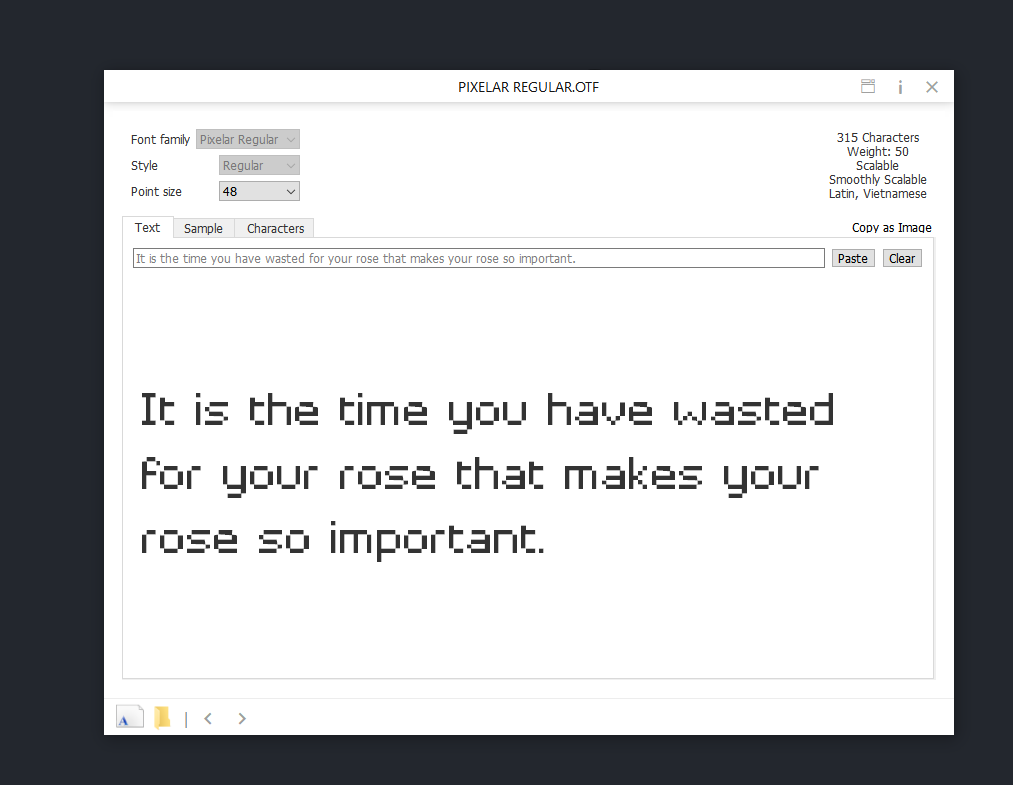 PIXELAR REGULAR.OTF
Font family Pixelar Regular
Style Regular
Point size 48
315 Characters
Weight: 50
Scalable
Smoothly Scalable
Latin, Vietnamese
Text Sample Characters
Copy as Image
It is the time you have wasted for your rose that makes your rose so important.
Paste Clear
It is the time you have wasted
for your rose that makes your
rose so important.